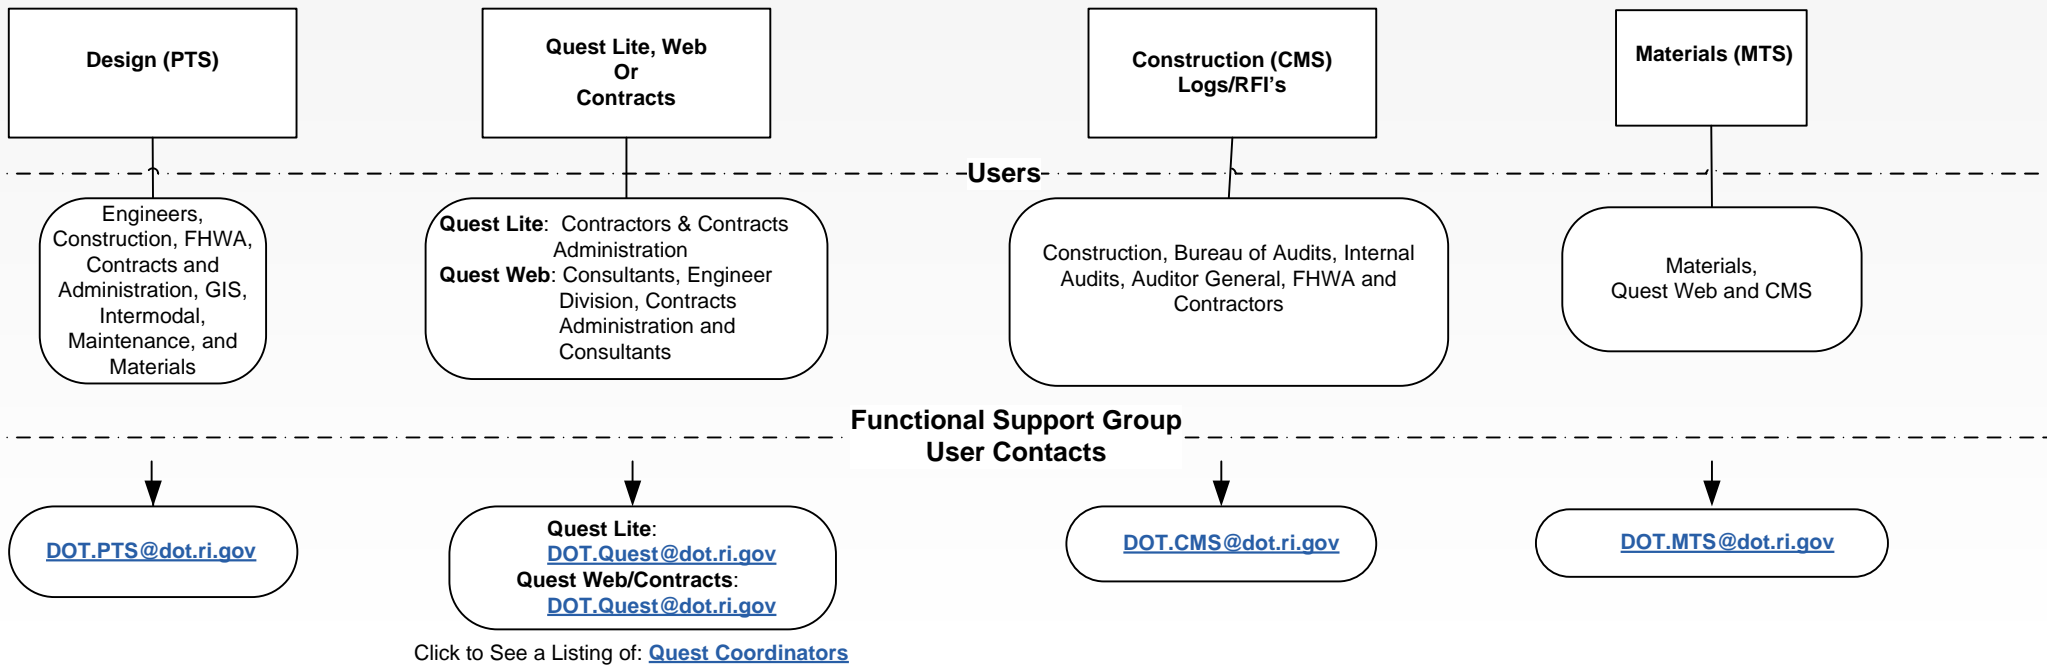 Design (PTS)
Quest Lite, Web
Or
Contracts
Construction (CMS)
Logs/RFI's
Materials (MTS)
Users
Engineers,
Construction, FHWA,
Contracts and
Administration, GIS,
Intermodal,
Maintenance, and
Materials
Quest Lite: Contractors & Contracts
Administration
Quest Web: Consultants, Engineer
Division, Contracts
Administration and
Consultants
Construction, Bureau of Audits, Internal
Audits, Auditor General, FHWA and
Contractors
Materials,
Quest Web and CMS
Functional Support Group
User Contacts
DOT.PTS@dot.ri.gov
Quest Lite:
DOT.Quest@dot.ri.gov
Quest Web/Contracts:
DOT.Quest@dot.ri.gov
DOT.CMS@dot.ri.gov
DOT.MTS@dot.ri.gov
Click to See a Listing of: Quest Coordinators